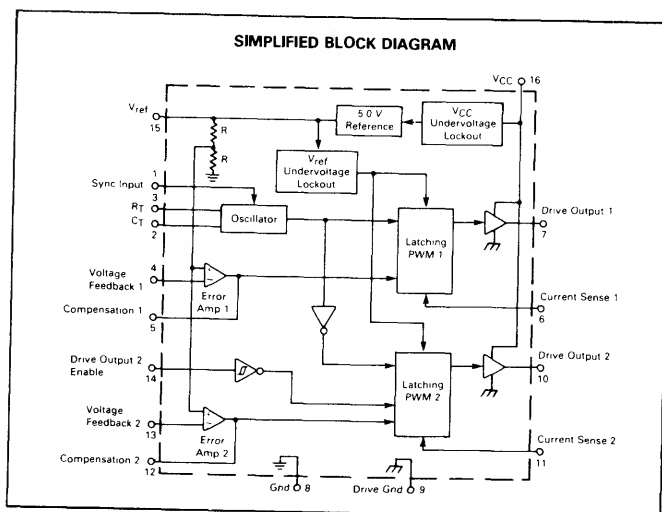 SIMPLIFIED BLOCK DIAGRAM
VCC 16
Vref
15
R
R
5.0 V
Reference
VCC
Undervoltage
Lockout
Vref
Undervoltage
Lockout
1
Sync Input
3
RT
CT
2
Oscillator
Latching
PWM 1
Drive Output 1
7
4
Voltage
Feedback 1
+
−
Error
Amp 1
Compensation 1
5
Current Sense 1
6
Drive Output 2
Enable
14
Latching
PWM 2
Drive Output 2
10
Voltage
Feedback 2
13
+
−
Error
Amp 2
Compensation 2
12
Current Sense 2
11
Gnd 8
Drive Gnd 9